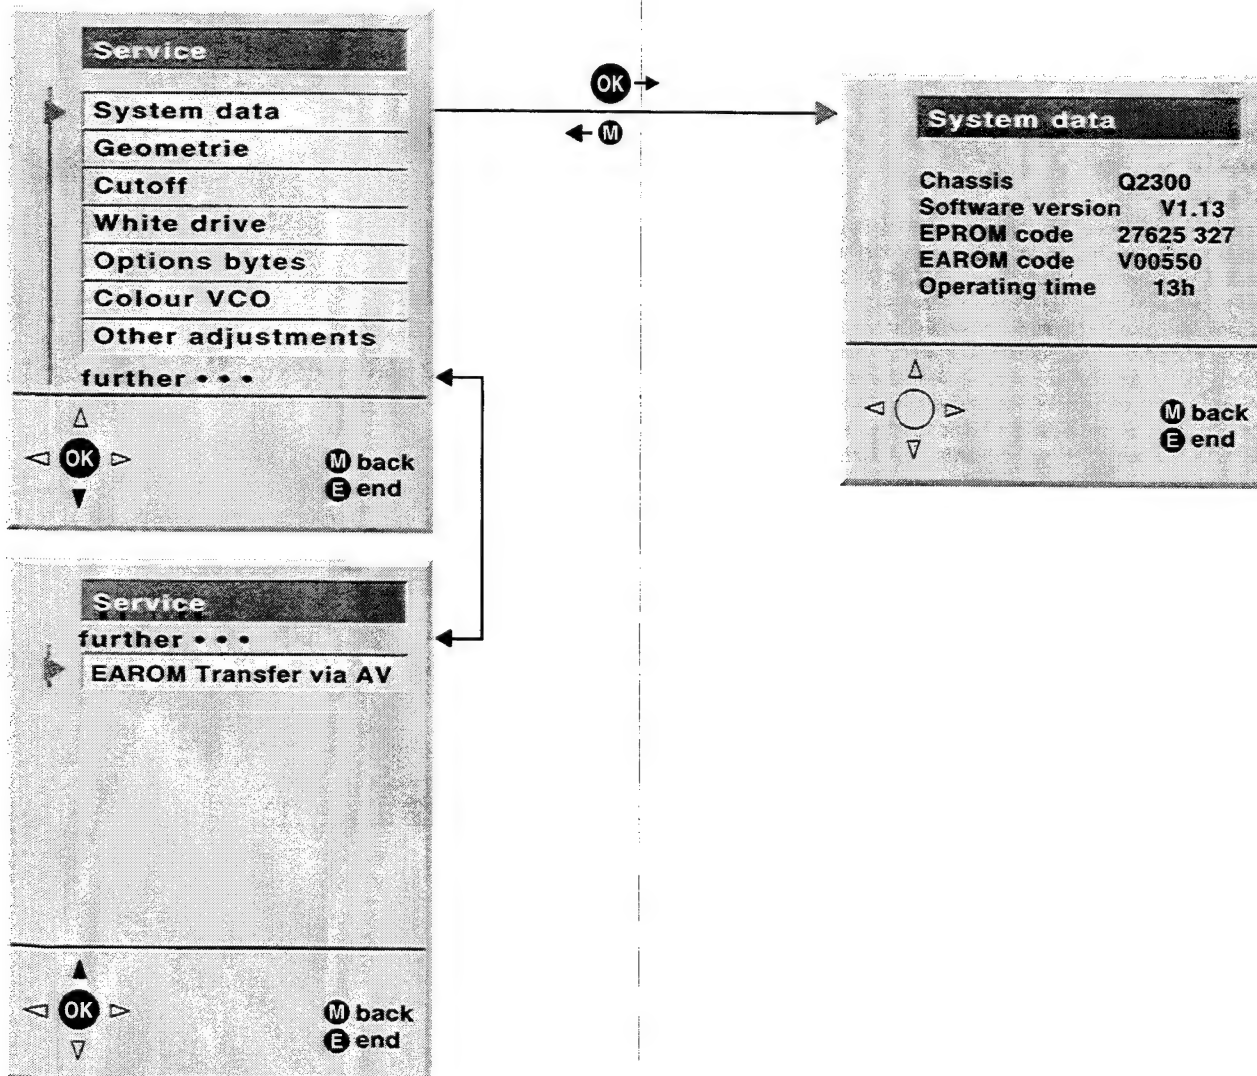 Service
System data
Geometrie
Cutoff
White drive
Options bytes
Colour VCO
Other adjustments
further • • •
OK
M back
E end
OK
M
System data
Chassis Q2300
Software version V1.13
EPROM code 27625 327
EAROM code V00550
Operating time 13h
M back
E end
Service
further • • •
EAROM Transfer via AV
OK
M back
E end